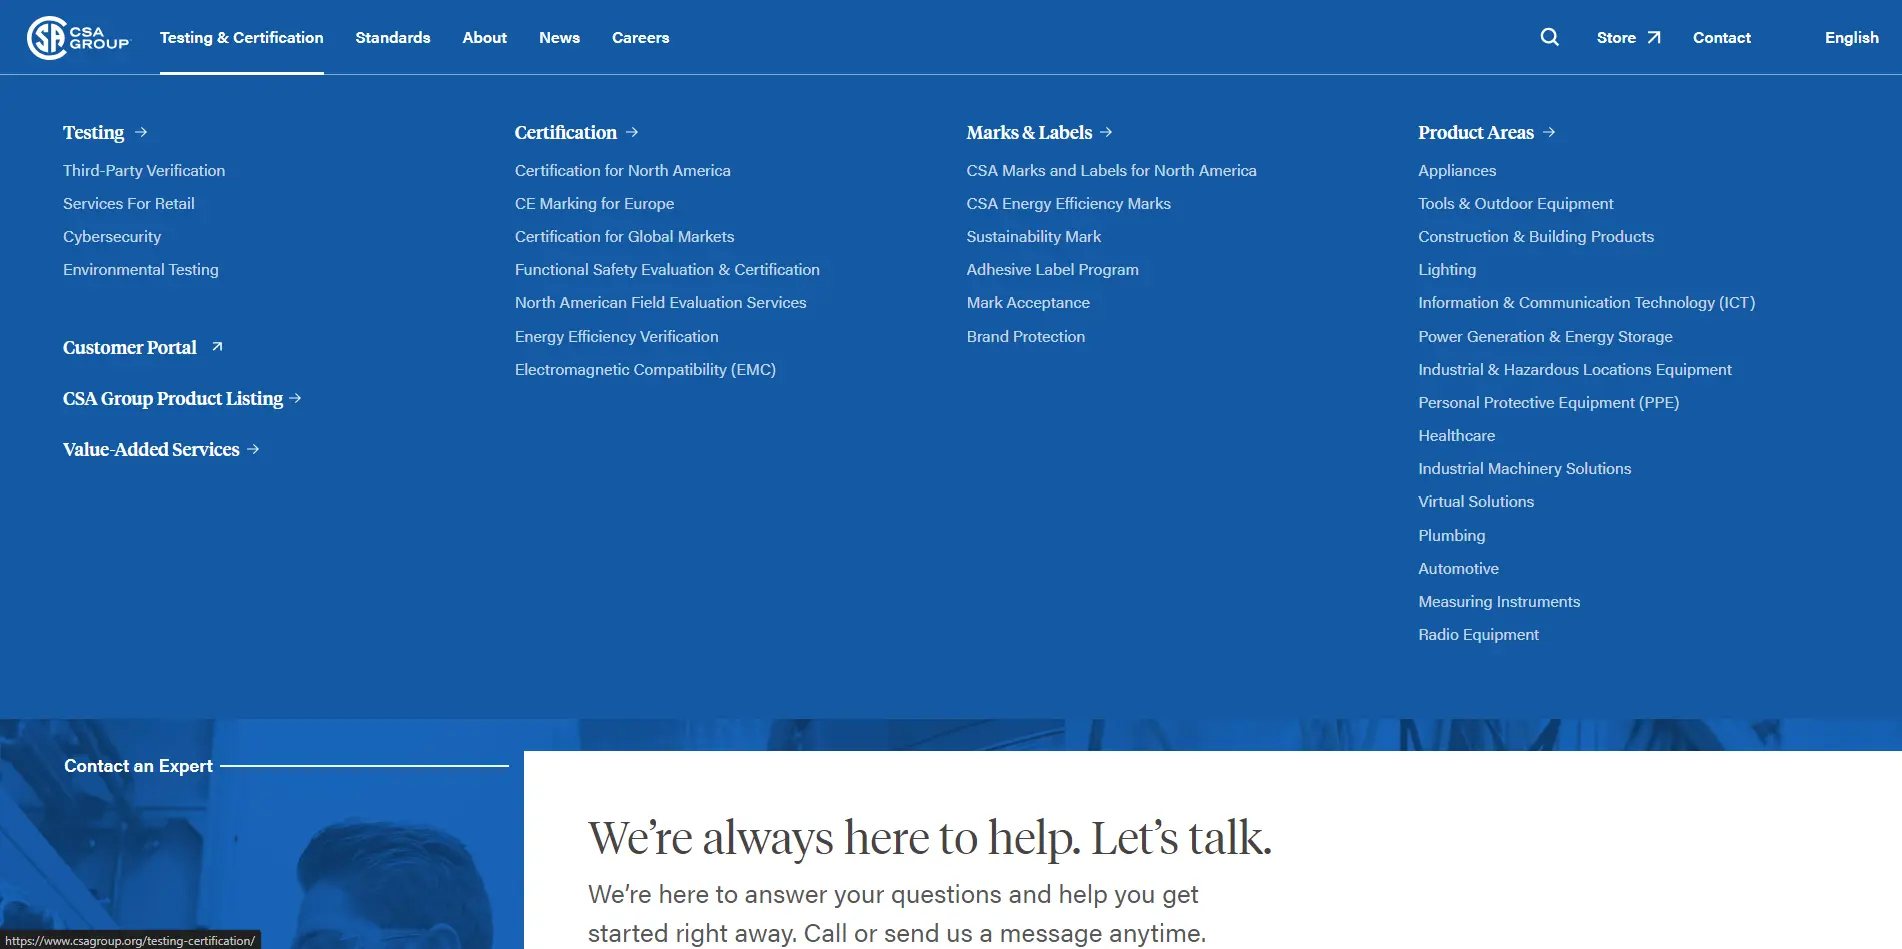 CSA
GROUP
Testing & Certification
Standards
About
News
Careers
Store
Contact
English
Testing
Third-Party Verification
Services For Retail
Cybersecurity
Environmental Testing
Customer Portal
CSA Group Product Listing
Value-Added Services
Certification
Certification for North America
CE Marking for Europe
Certification for Global Markets
Functional Safety Evaluation & Certification
North American Field Evaluation Services
Energy Efficiency Verification
Electromagnetic Compatibility (EMC)
Marks & Labels
CSA Marks and Labels for North America
CSA Energy Efficiency Marks
Sustainability Mark
Adhesive Label Program
Mark Acceptance
Brand Protection
Product Areas
Appliances
Tools & Outdoor Equipment
Construction & Building Products
Lighting
Information & Communication Technology (ICT)
Power Generation & Energy Storage
Industrial & Hazardous Locations Equipment
Personal Protective Equipment (PPE)
Healthcare
Industrial Machinery Solutions
Virtual Solutions
Plumbing
Automotive
Measuring Instruments
Radio Equipment
Contact an Expert
We’re always here to help. Let’s talk.
We’re here to answer your questions and help you get
started right away. Call or send us a message anytime.
https://www.csagroup.org/testing-certification/